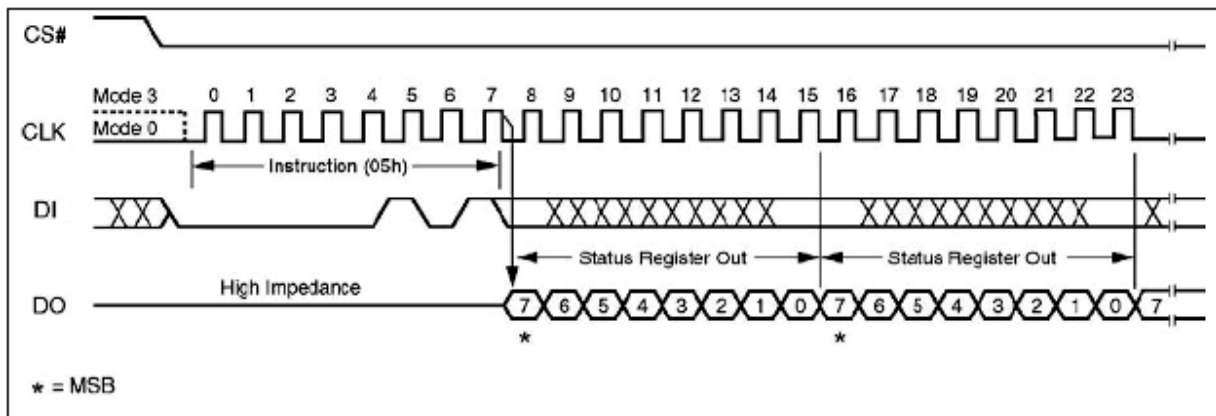 CS#
Mode 3
0 1 2 3 4 5 6 7 8 9 10 11 12 13 14 15 16 17 18 19 20 21 22 23
CLK
Mode 0
Instruction (05h)
DI
Status Register Out
Status Register Out
High Impedance
DO
7 6 5 4 3 2 1 0 7 6 5 4 3 2 1 0 7
* *
* = MSB